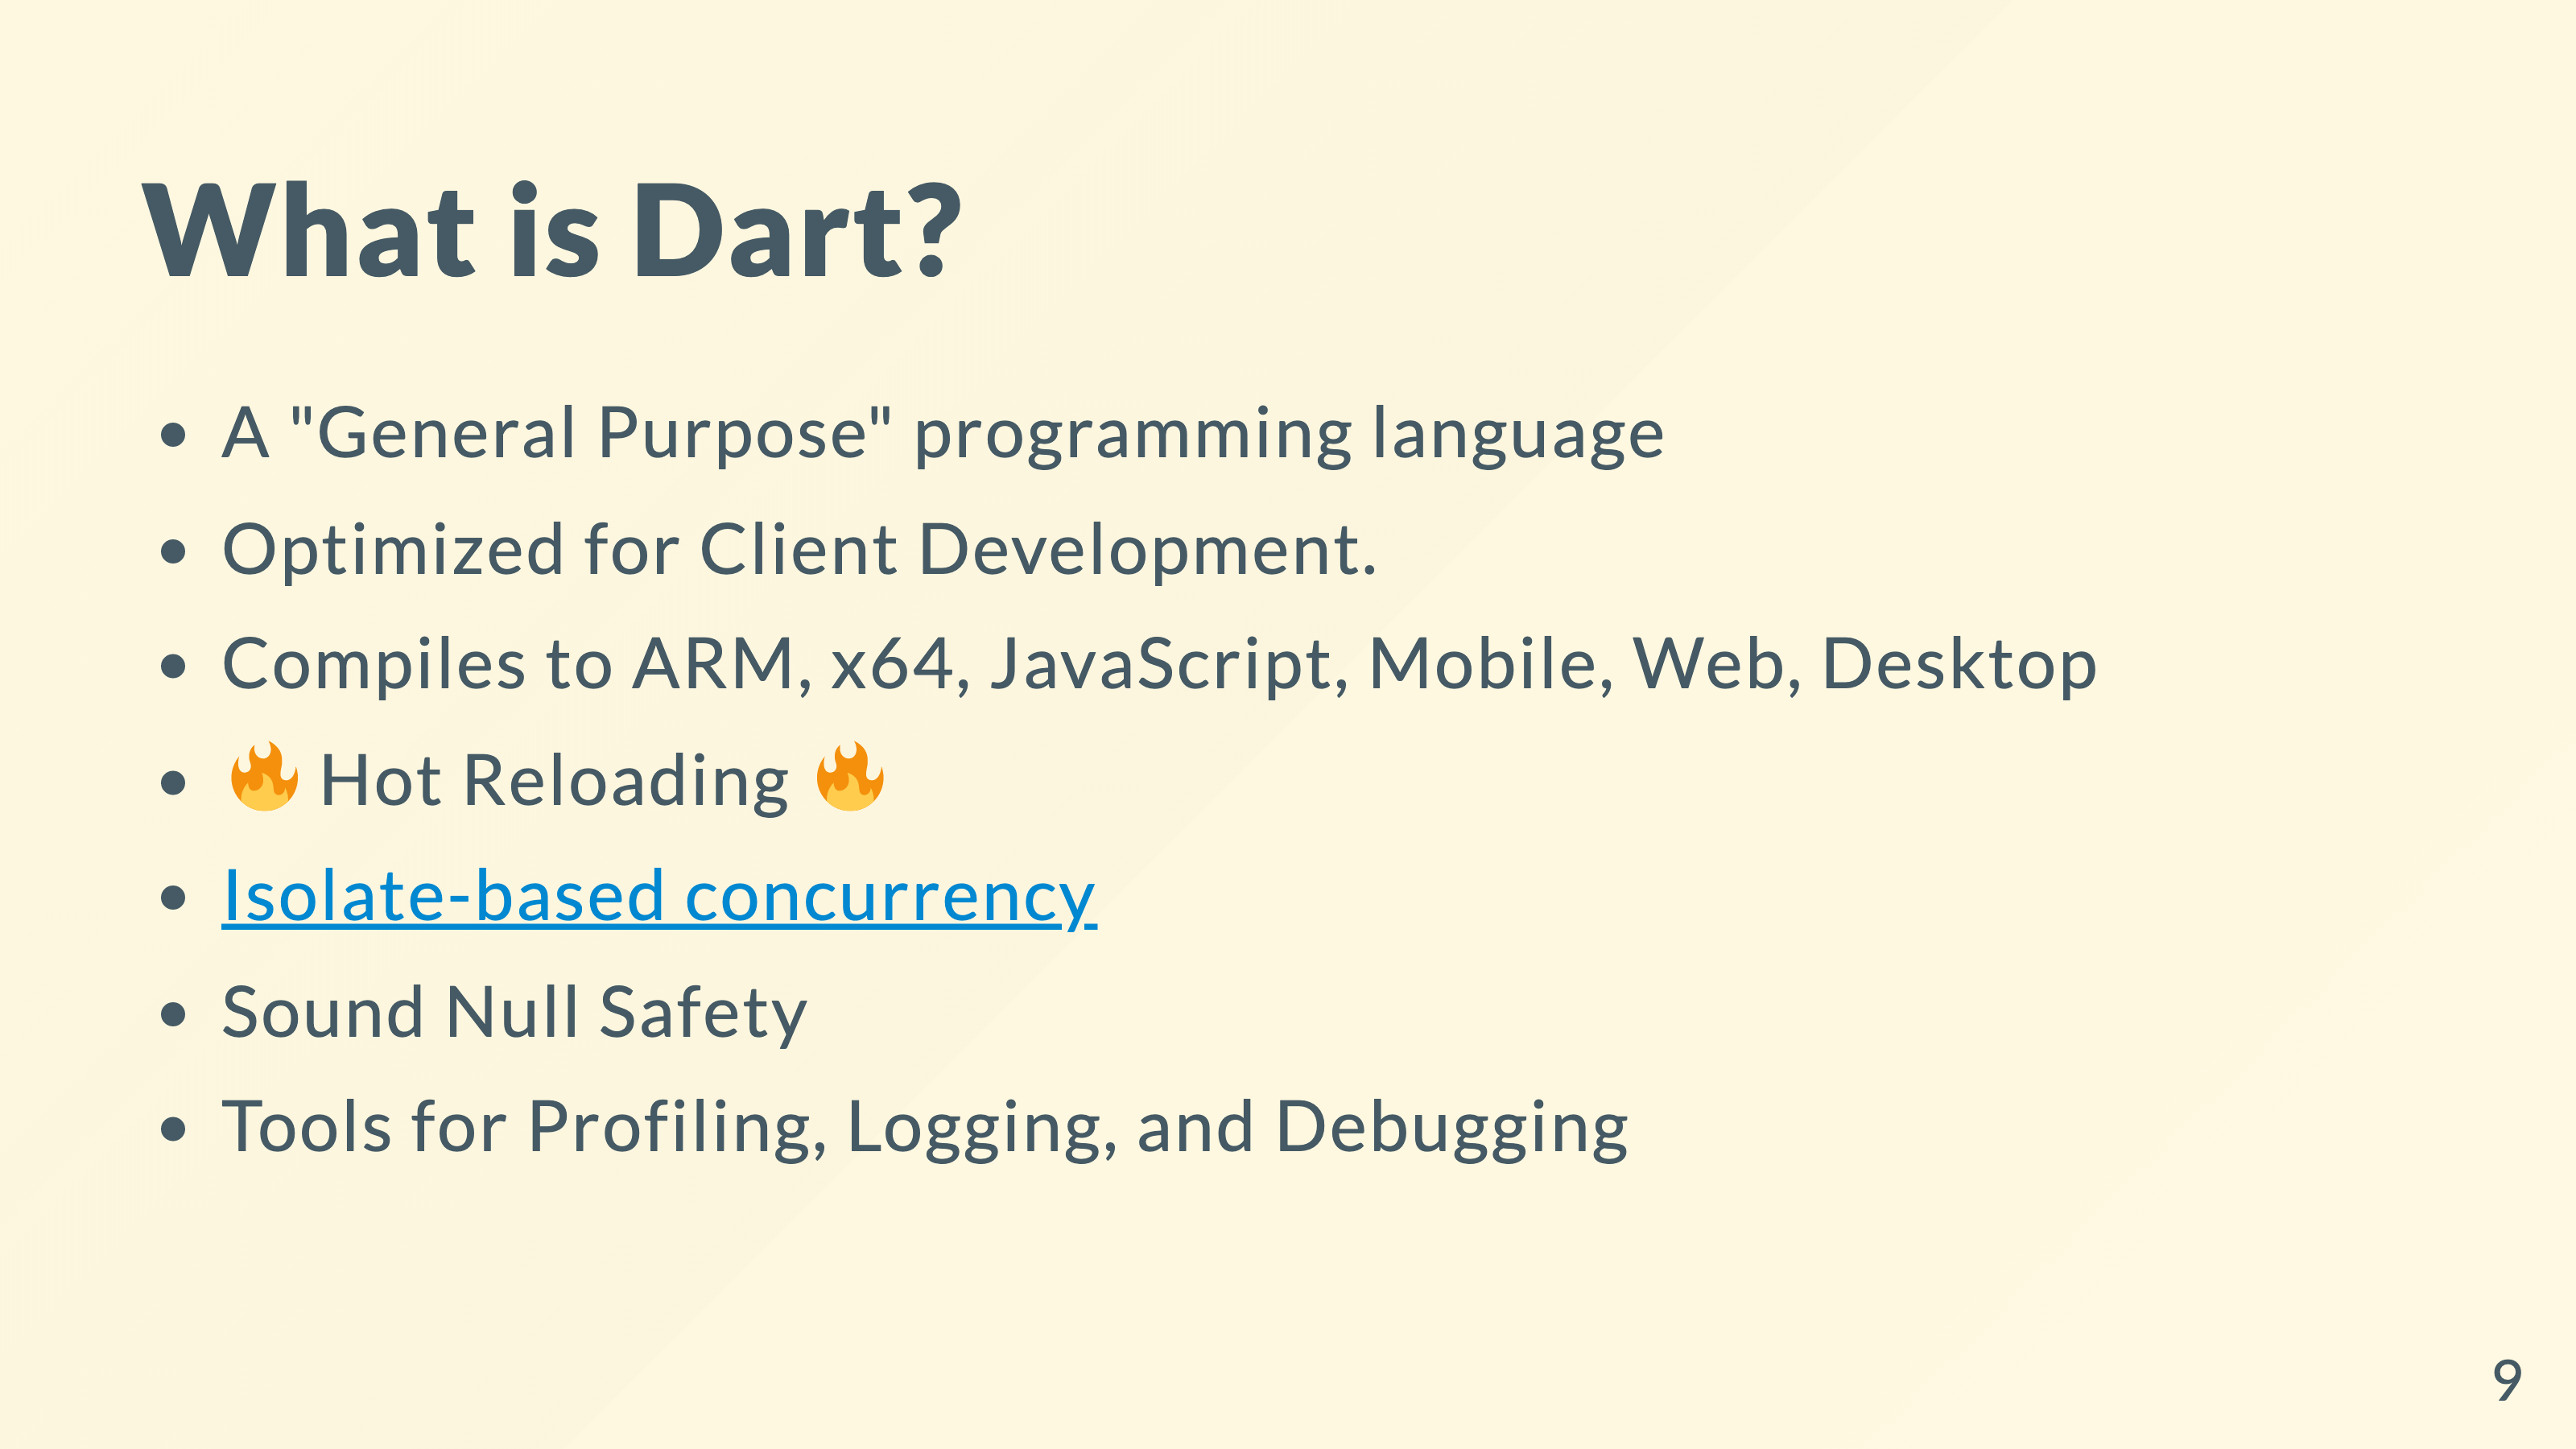 What is Dart?
• A "General Purpose" programming language
• Optimized for Client Development.
• Compiles to ARM, x64, JavaScript, Mobile, Web, Desktop
• 🔥 Hot Reloading 🔥
• Isolate-based concurrency
• Sound Null Safety
• Tools for Profiling, Logging, and Debugging
9